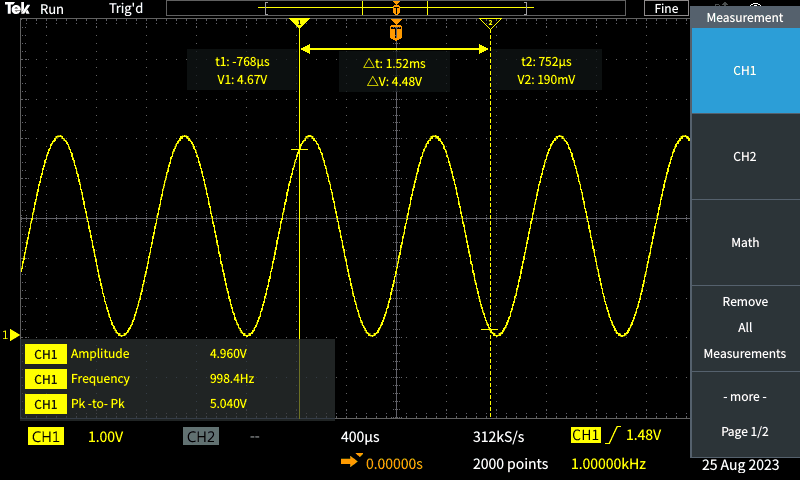 Tek Run Trig'd T Fine
Measurement
1 2
T
t1: -768µs △t: 1.52ms t2: 752µs
V1: 4.67V △V: 4.48V V2: 190mV
CH1
CH2
Math
Remove
All
Measurements
- more -
Page 1/2
1
CH1 Amplitude 4.960V
CH1 Frequency 998.4Hz
CH1 Pk -to- Pk 5.040V
CH1 1.00V CH2 -- 400µs 312kS/s CH1 1.48V
0.00000s 2000 points 1.00000kHz 25 Aug 2023